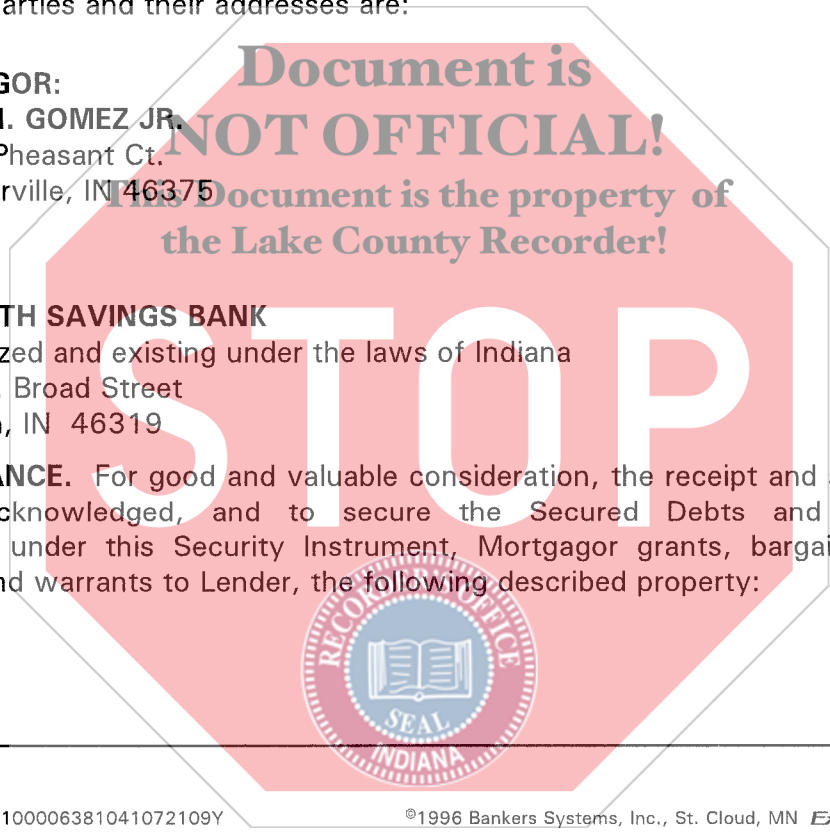 arties and their addresses are:
Document is
GOR:
. GOMEZ JR.
NOT OFFICIAL!
Pheasant Ct.
rville, IN 46375
This Document is the property of
the Lake County Recorder!
TH SAVINGS BANK
zed and existing under the laws of Indiana
. Broad Street
, IN 46319
STOP
ANCE. For good and valuable consideration, the receipt and
cknowledged, and to secure the Secured Debts and
under this Security Instrument, Mortgagor grants, bargai
nd warrants to Lender, the following described property:
RECORDER'S OFFICE
SEAL
INDIANA
100006381041072109Y
©1996 Bankers Systems, Inc., St. Cloud, MN E